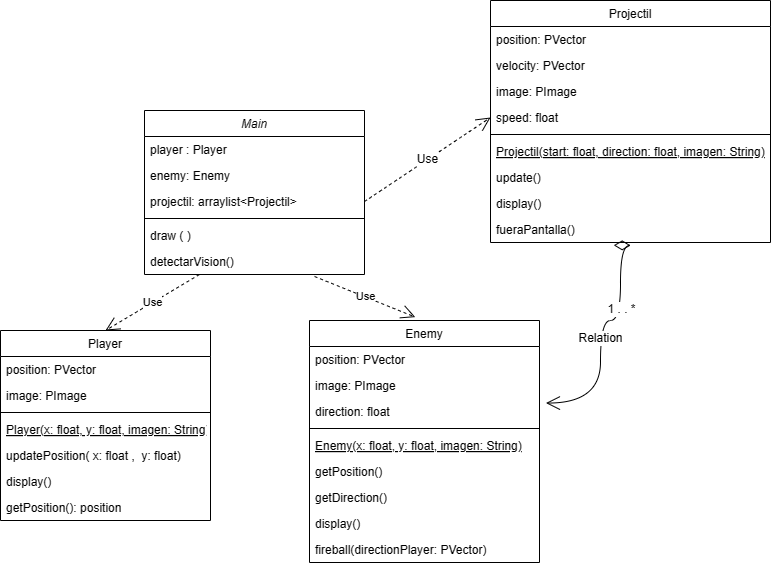 Projectil
position: PVector
velocity: PVector
image: PImage
speed: float
Projectil(start: float, direction: float, imagen: String)
update()
display()
fueraPantalla()
Main
player : Player
enemy: Enemy
projectil: arraylist<Projectil>
draw ( )
detectarVision()
Use
Use
Use
1 . . *
Relation
Player
position: PVector
image: PImage
Player(x: float, y: float, imagen: String
updatePosition( x: float ,  y: float)
display()
getPosition(): position
Enemy
position: PVector
image: PImage
direction: float
Enemy(x: float, y: float, imagen: String)
getPosition()
getDirection()
display()
fireball(directionPlayer: PVector)